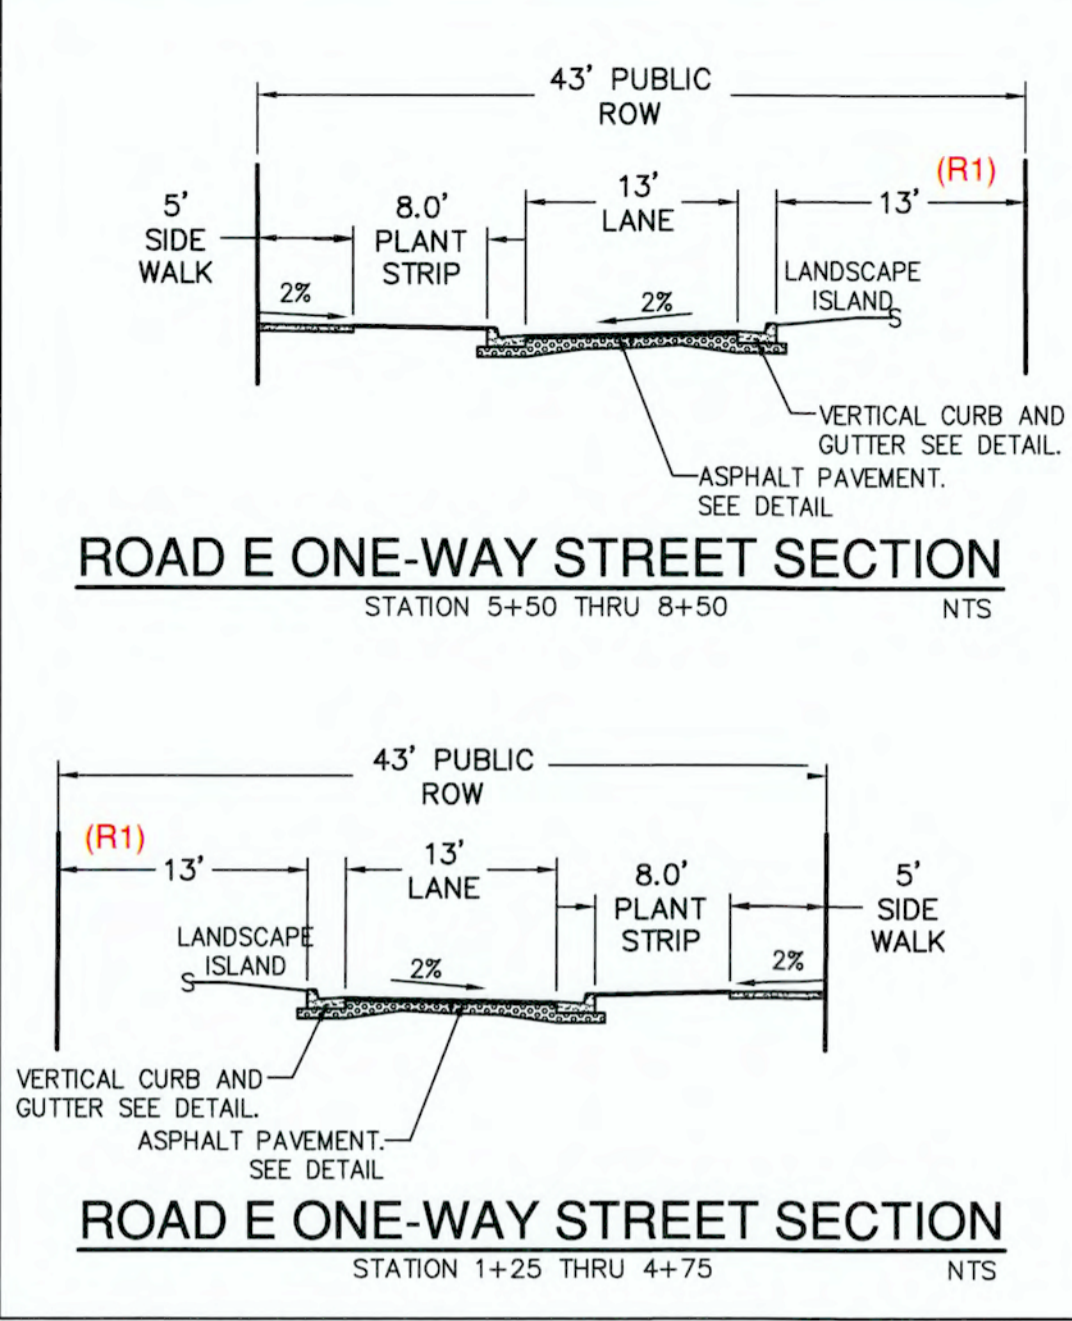 43' PUBLIC
ROW
(R1)
5'
SIDE
WALK
8.0'
PLANT
STRIP
13'
LANE
13'
LANDSCAPE
ISLAND
S
2%
2%
VERTICAL CURB AND
GUTTER SEE DETAIL.
ASPHALT PAVEMENT.
SEE DETAIL
ROAD E ONE-WAY STREET SECTION
STATION 5+50 THRU 8+50 NTS
43' PUBLIC
ROW
(R1)
13'
13'
LANE
8.0'
PLANT
STRIP
5'
SIDE
WALK
LANDSCAPE
ISLAND
S
2%
2%
VERTICAL CURB AND
GUTTER SEE DETAIL.
ASPHALT PAVEMENT.
SEE DETAIL
ROAD E ONE-WAY STREET SECTION
STATION 1+25 THRU 4+75 NTS